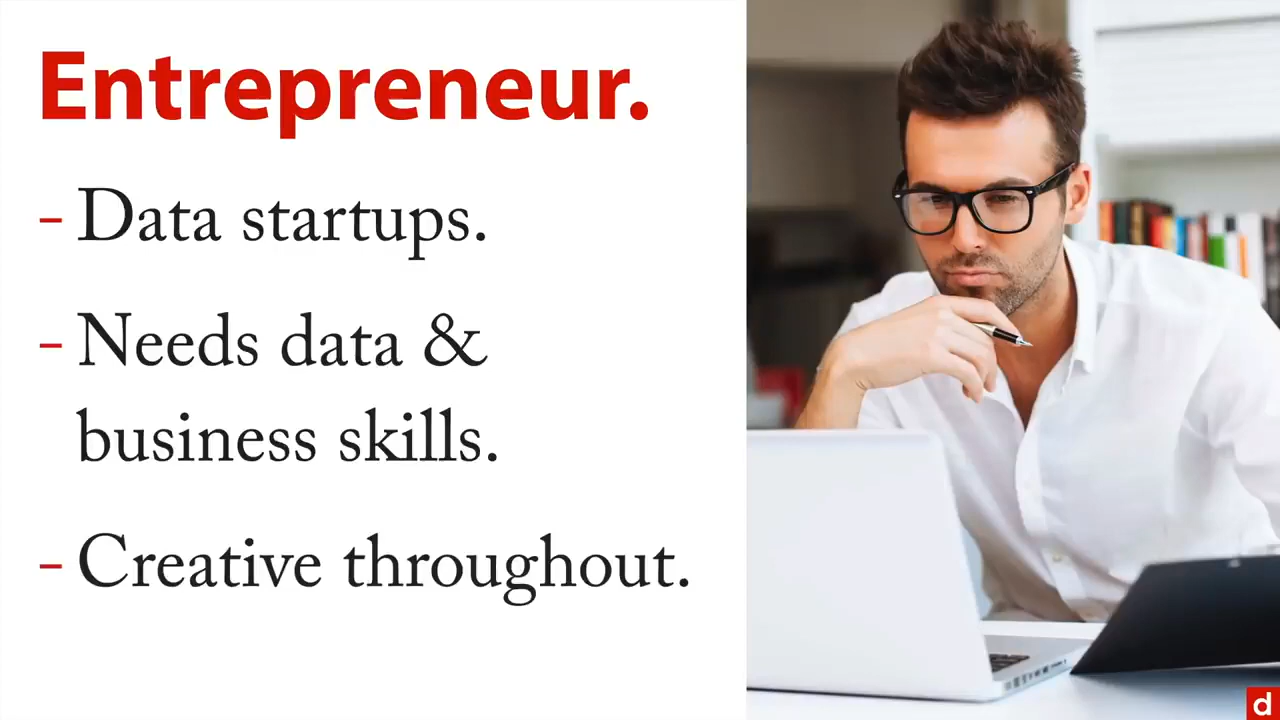 Entrepreneur.
- Data startups.
- Needs data &
business skills.
- Creative throughout.
d